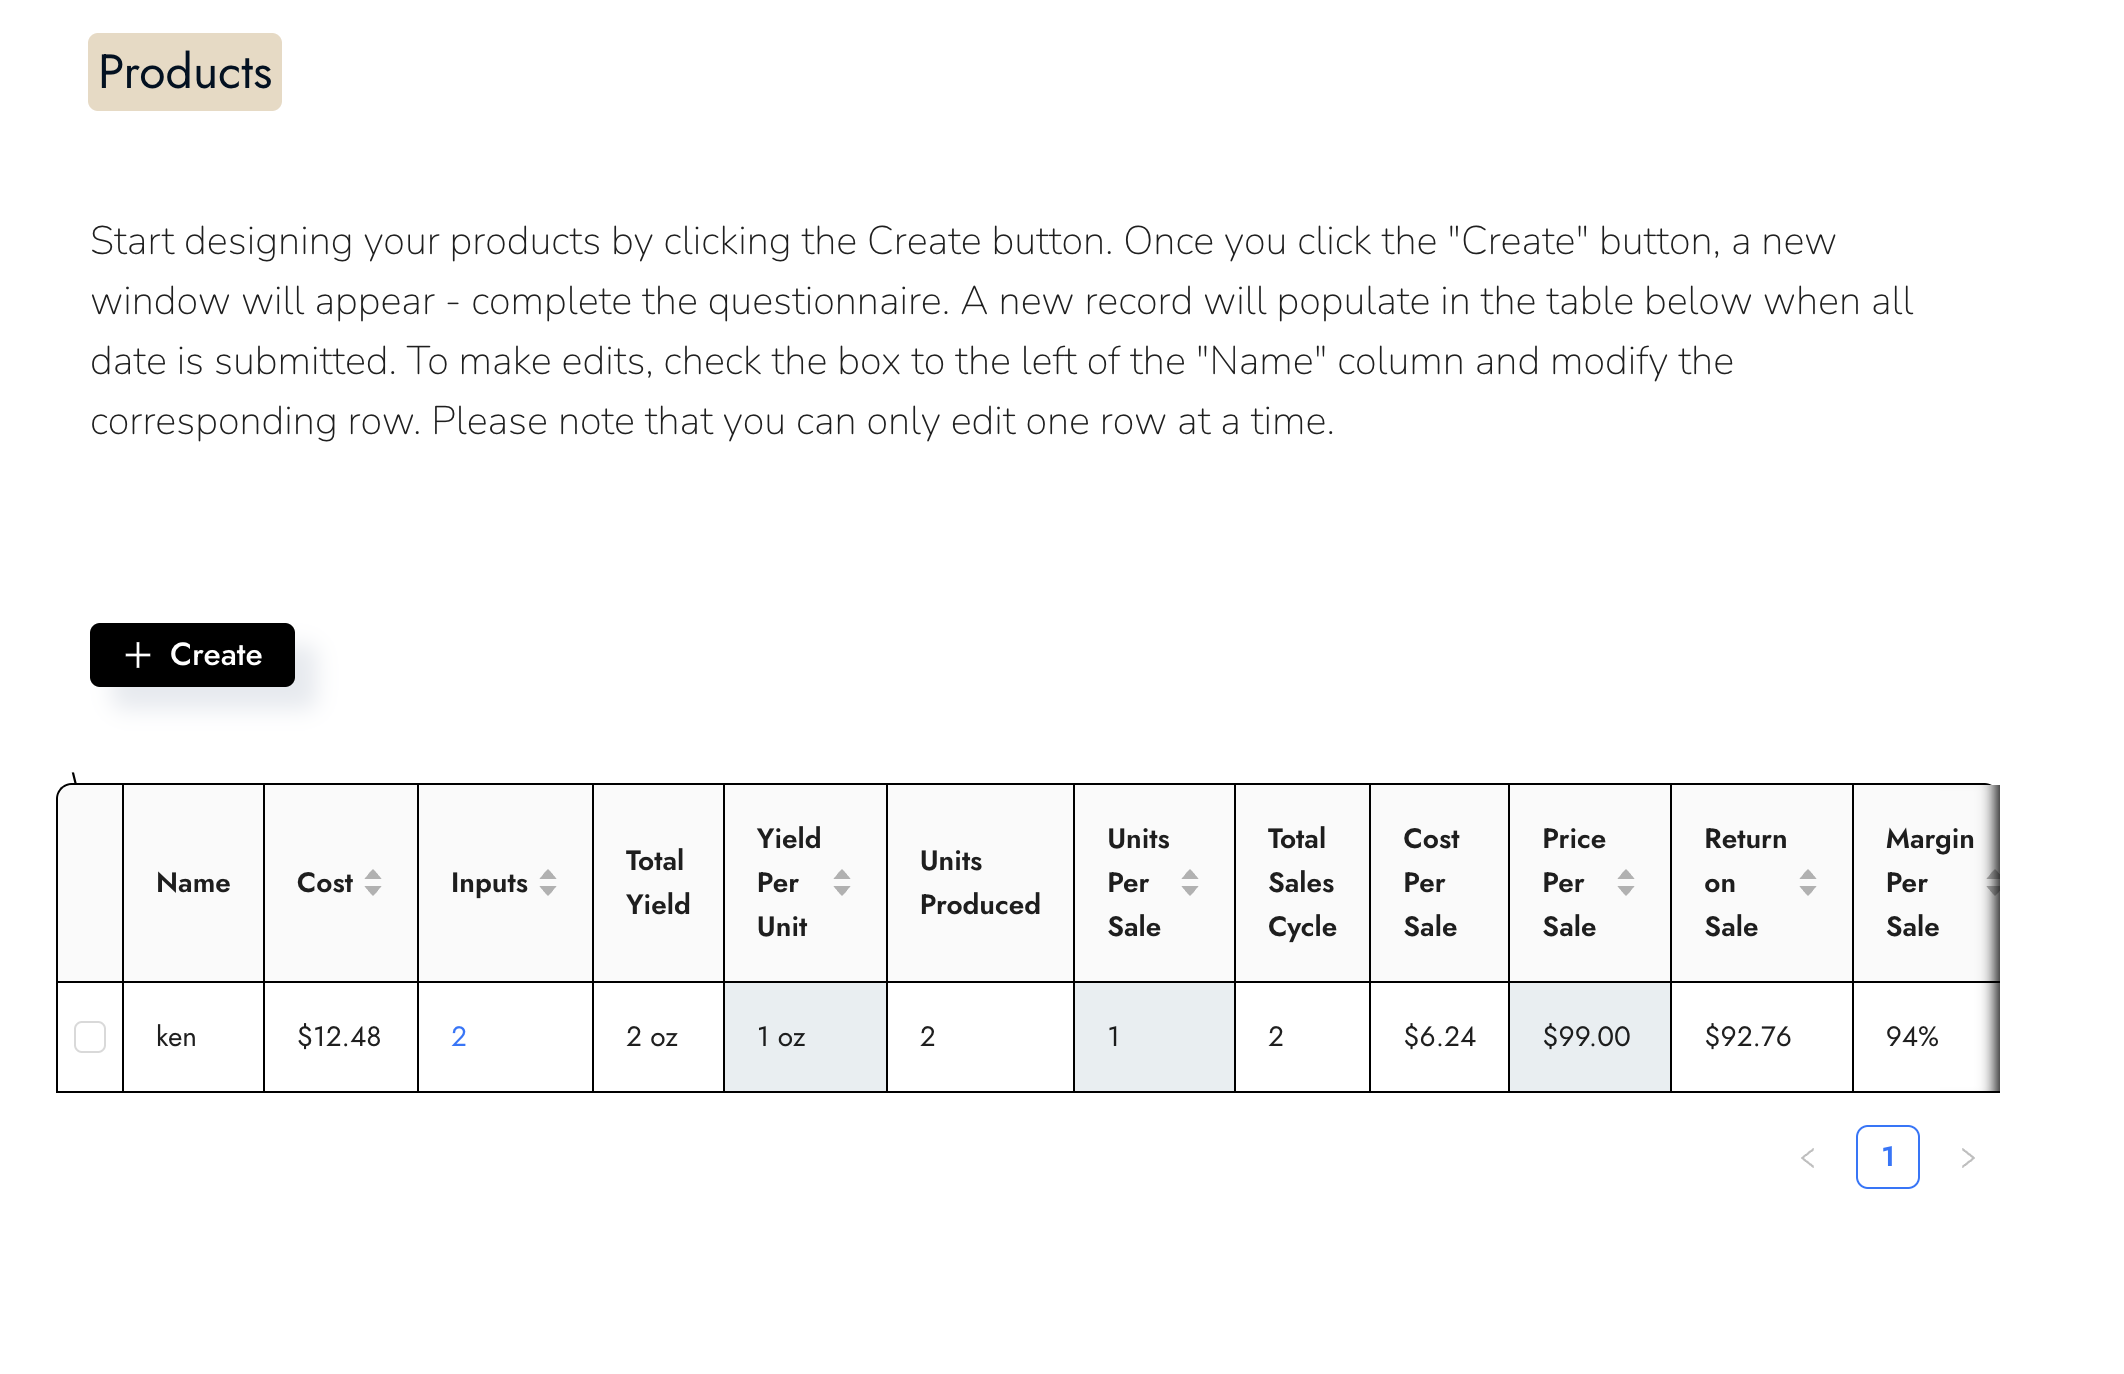 Products
Start designing your products by clicking the Create button. Once you click the "Create" button, a new
window will appear - complete the questionnaire. A new record will populate in the table below when all
date is submitted. To make edits, check the box to the left of the "Name" column and modify the
corresponding row. Please note that you can only edit one row at a time.
+ Create
Name Cost Inputs Total Yield Yield Per Unit Units Produced Units Per Sale Total Sales Cycle Cost Per Sale Price Per Sale Return on Sale Margin Per Sale
ken $12.48 2 2 oz 1 oz 2 1 2 $6.24 $99.00 $92.76 94%
< 1 >